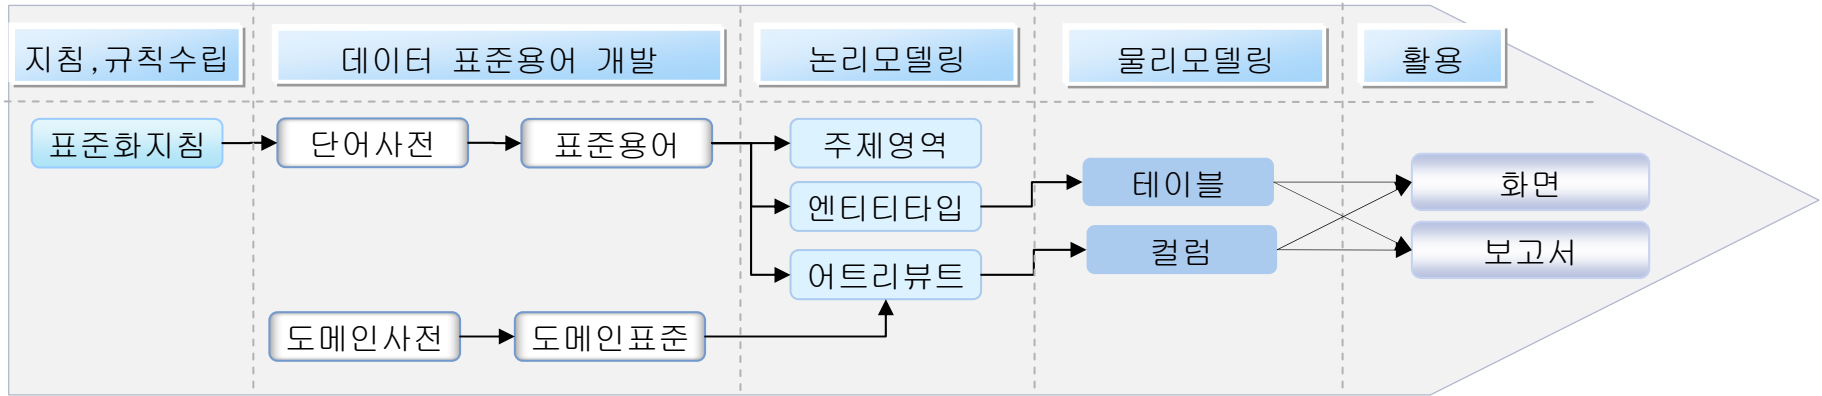 지침,규칙수립
데이터 표준용어 개발
논리모델링
물리모델링
활용
표준화지침
단어사전
표준용어
주제영역
엔티티타입
어트리뷰트
테이블
컬럼
화면
보고서
도메인사전
도메인표준